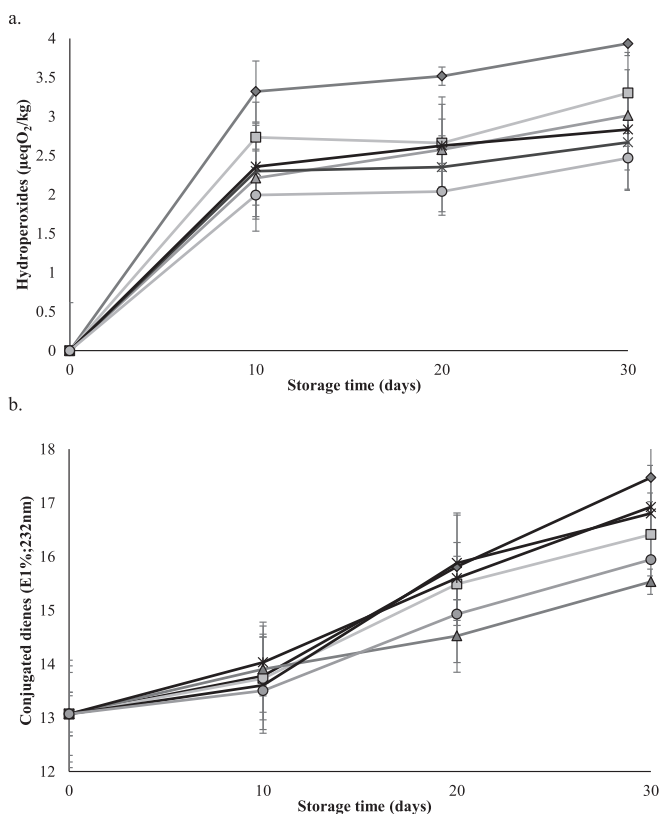 a.
4
3.5
3
2.5
2
1.5
1
0.5
0
Hydroperoxides (µeqO₂/kg)
0 10 20 30
Storage time (days)
b.
18
17
16
15
14
13
12
Conjugated dienes (E1%;232nm)
0 10 20 30
Storage time (days)